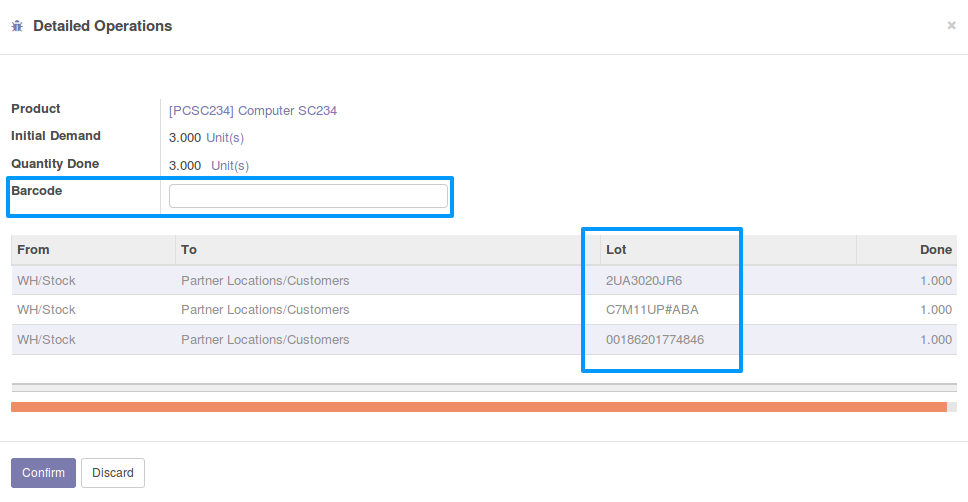 Detailed Operations ×
Product [PCSC234] Computer SC234
Initial Demand 3.000 Unit(s)
Quantity Done 3.000 Unit(s)
Barcode
From To Lot Done
WH/Stock Partner Locations/Customers 2UA3020JR6 1.000
WH/Stock Partner Locations/Customers C7M11UP#ABA 1.000
WH/Stock Partner Locations/Customers 00186201774846 1.000
Confirm Discard